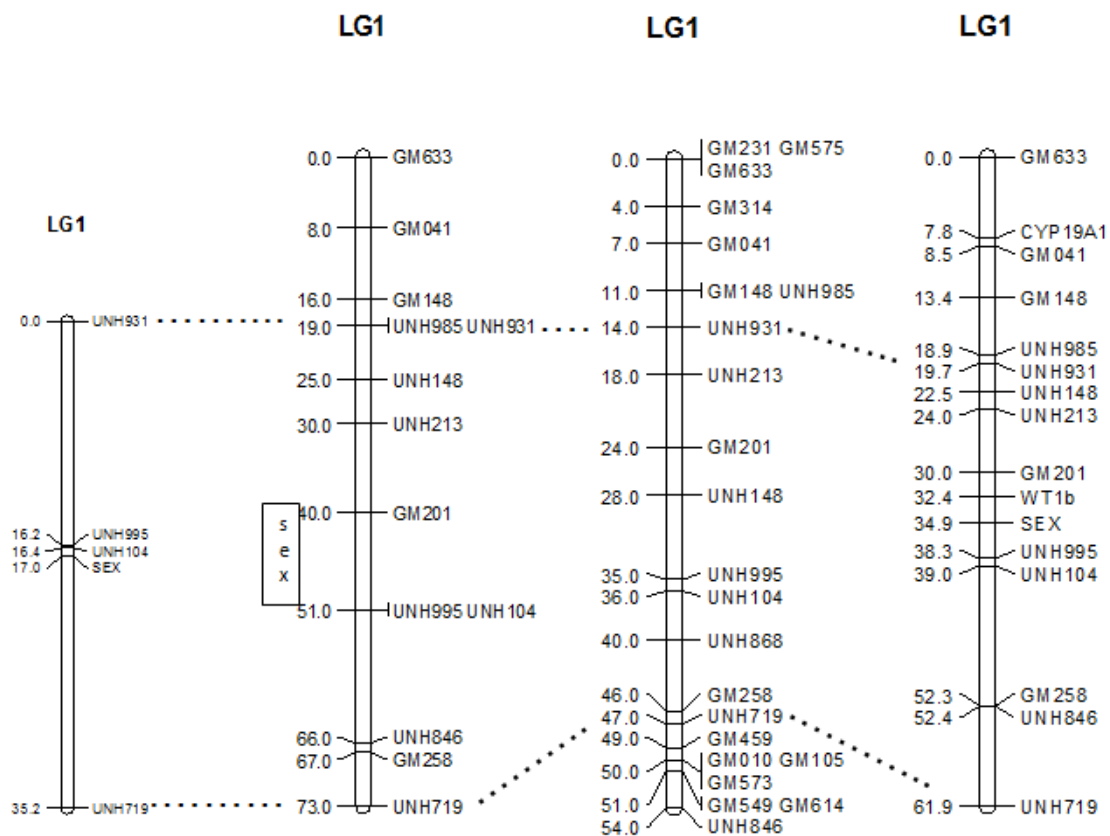 LG1
0.0 UNH931
16.2 UNH995
16.4 UNH104
17.0 SEX
35.2 UNH719
LG1
0.0 GM633
8.0 GM041
16.0 GM148
19.0 UNH985 UNH931
25.0 UNH148
30.0 UNH213
40.0 GM201
s
e
x
51.0 UNH995 UNH104
66.0 UNH846
67.0 GM258
73.0 UNH719
LG1
0.0 GM231 GM575
GM633
4.0 GM314
7.0 GM041
11.0 GM148 UNH985
14.0 UNH931
18.0 UNH213
24.0 GM201
28.0 UNH148
35.0 UNH995
36.0 UNH104
40.0 UNH868
46.0 GM258
47.0 UNH719
49.0 GM459
50.0 GM010 GM105
GM573
51.0 GM549 GM614
54.0 UNH846
LG1
0.0 GM633
7.8 CYP19A1
8.5 GM041
13.4 GM148
18.9 UNH985
19.7 UNH931
22.5 UNH148
24.0 UNH213
30.0 GM201
32.4 WT1b
34.9 SEX
38.3 UNH995
39.0 UNH104
52.3 GM258
52.4 UNH846
61.9 UNH719